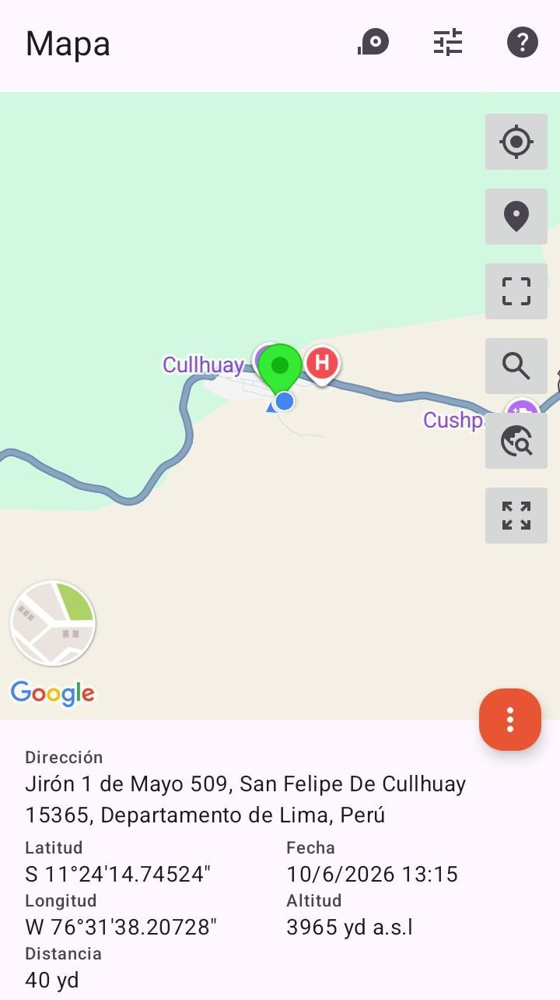 Mapa
Cullhuay
H
Cushp
Google
Dirección
Jirón 1 de Mayo 509, San Felipe De Cullhuay
15365, Departamento de Lima, Perú
Latitud
S 11°24'14.74524"
Fecha
10/6/2026 13:15
Longitud
W 76°31'38.20728"
Altitud
3965 yd a.s.l
Distancia
40 yd